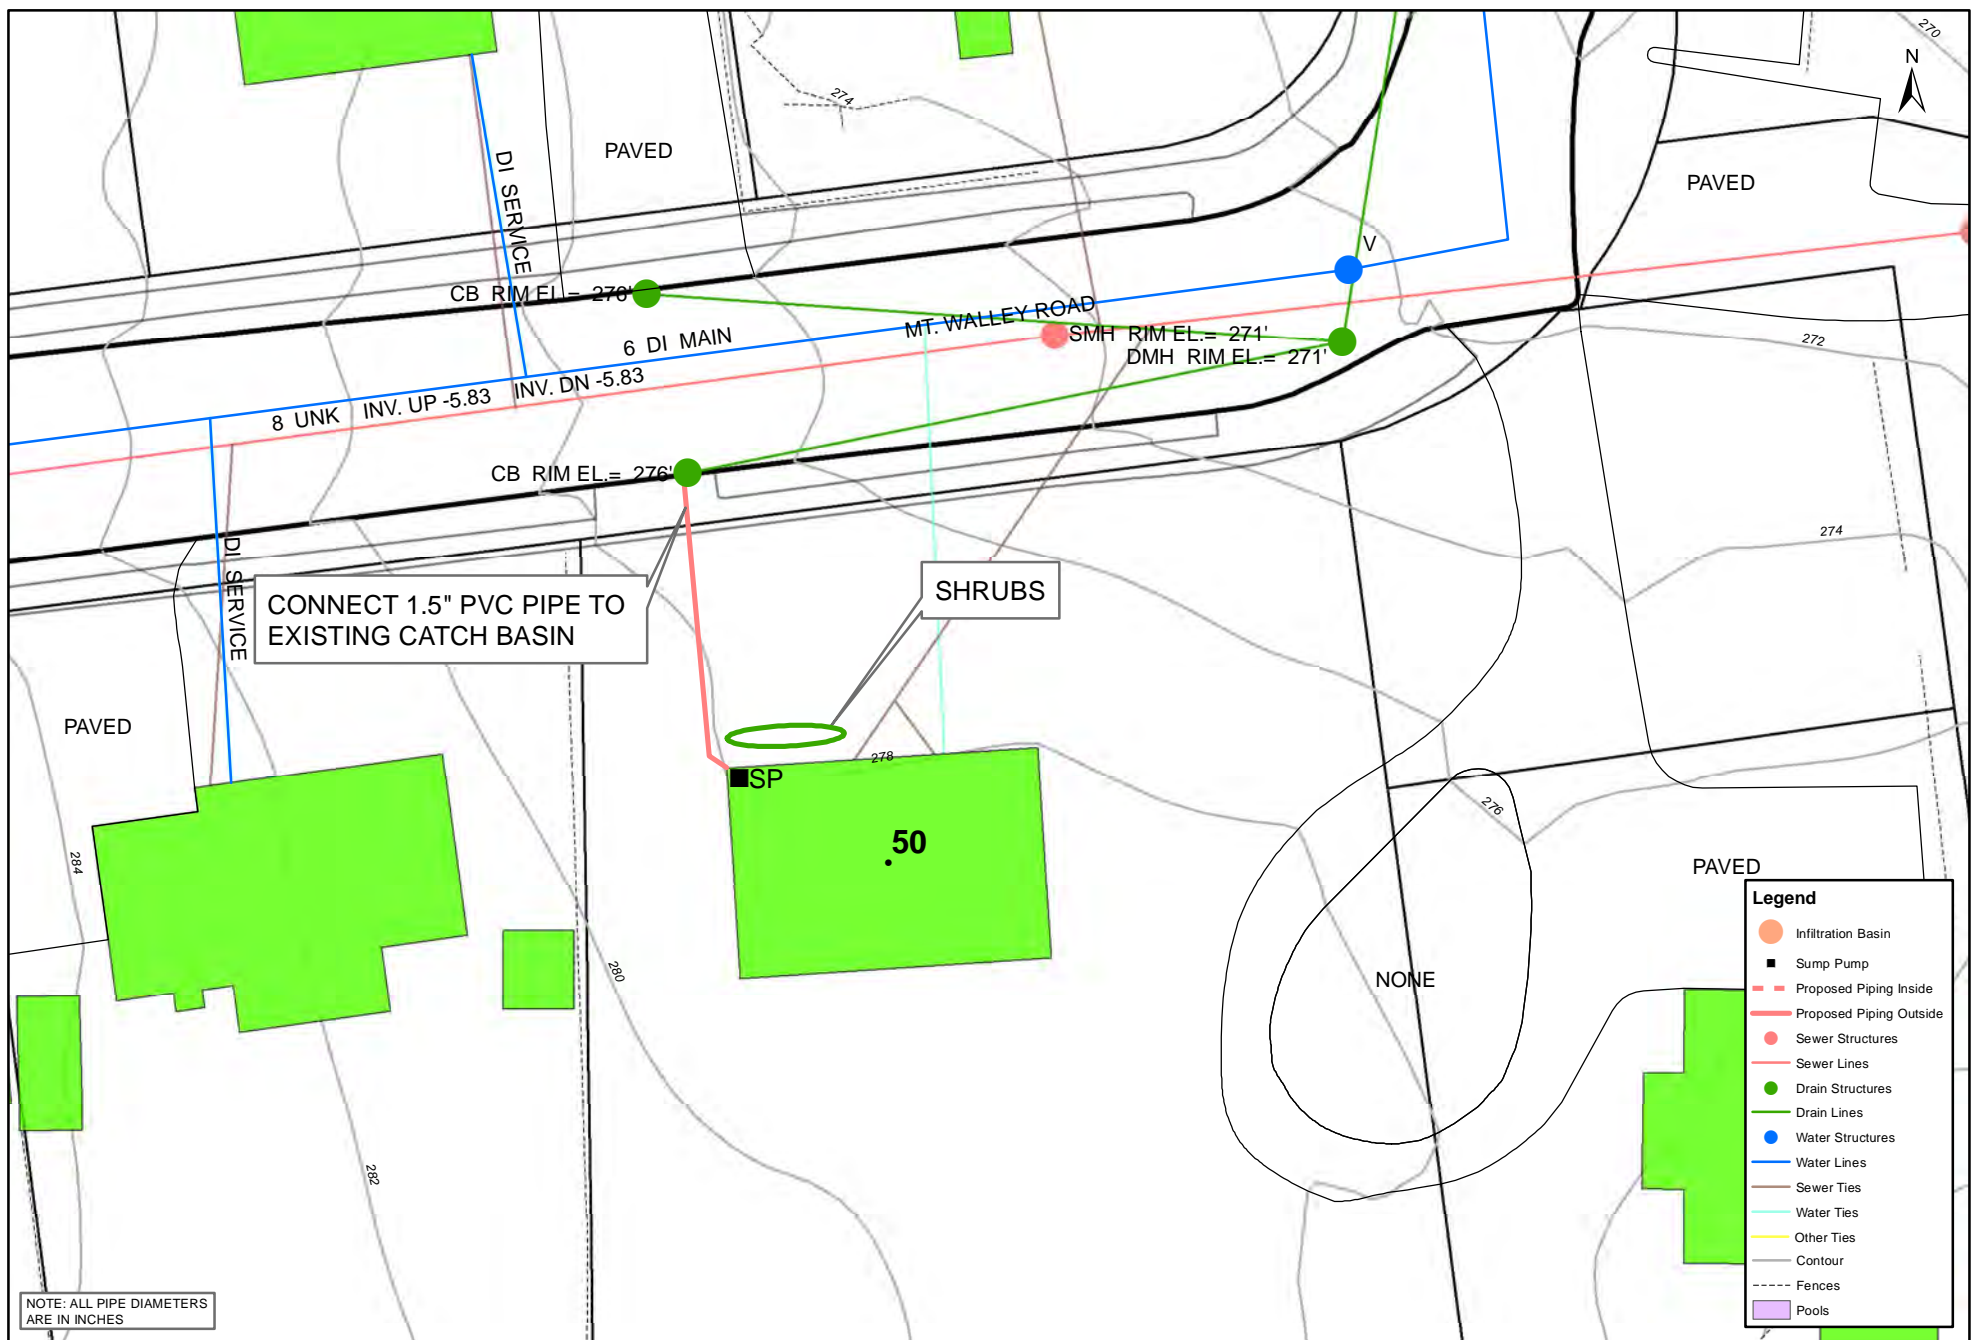 270
N
274
PAVED
PAVED
DI SERVICE
V
CB RIM EL.= 276'
MT. WALLEY ROAD
6 DI MAIN
SMH RIM EL.= 271'
DMH RIM EL.= 271'
272
8 UNK INV. UP -5.83 INV. DN -5.83
CB RIM EL.= 276'
274
DI SERVICE
CONNECT 1.5" PVC PIPE TO
EXISTING CATCH BASIN
SHRUBS
PAVED
278
SP
276
50
284
PAVED
280
NONE
282
Legend
Infiltration Basin
Sump Pump
Proposed Piping Inside
Proposed Piping Outside
Sewer Structures
Sewer Lines
Drain Structures
Drain Lines
Water Structures
Water Lines
Sewer Ties
Water Ties
Other Ties
Contour
Fences
Pools
NOTE: ALL PIPE DIAMETERS
ARE IN INCHES